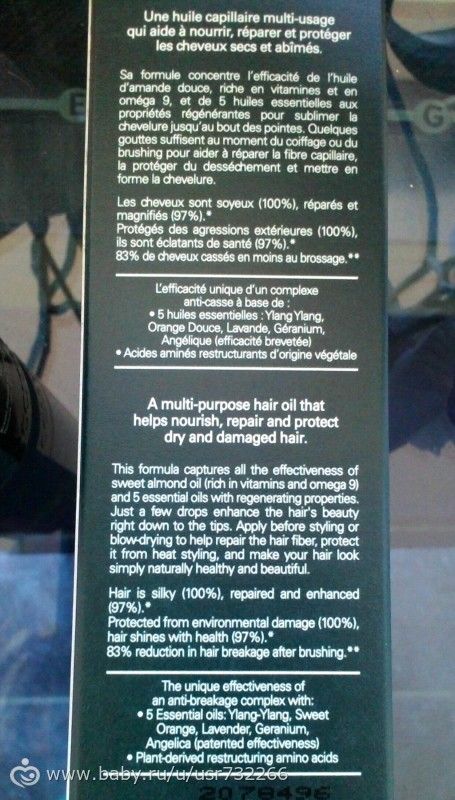 Une huile capillaire multi-usage
qui aide à nourrir, réparer et protéger
les cheveux secs et abîmés.
Sa formule concentre l'efficacité de l'huile
d'amande douce, riche en vitamines et en
oméga 9, et de 5 huiles essentielles aux
propriétés régénérantes pour sublimer la
chevelure jusqu'au bout des pointes. Quelques
gouttes suffisent au moment du coiffage ou du
brushing pour aider à réparer la fibre capillaire,
la protéger du desséchement et mettre en
forme la chevelure.
Les cheveux sont soyeux (100%), réparés et
magnifiés (97%).*
Protégés des agressions extérieures (100%),
ils sont éclatants de santé (97%).*
83% de cheveux cassés en moins au brossage.**
L'efficacité unique d'un complexe
anti-casse à base de :
• 5 huiles essentielles : Ylang Ylang,
Orange Douce, Lavande, Géranium,
Angélique (efficacité brevetée)
• Acides aminés restructurants d'origine végétale
A multi-purpose hair oil that
helps nourish, repair and protect
dry and damaged hair.
This formula captures all the effectiveness of
sweet almond oil (rich in vitamins and omega 9)
and 5 essential oils with regenerating properties.
Just a few drops enhance the hair's beauty
right down to the tips. Apply before styling or
blow-drying to help repair the hair fiber, protect
it from heat styling, and make your hair look
simply naturally healthy and beautiful.
Hair is silky (100%), repaired and enhanced
(97%).*
Protected from environmental damage (100%),
hair shines with health (97%).*
83% reduction in hair breakage after brushing.**
The unique effectiveness of
an anti-breakage complex with:
• 5 Essential oils: Ylang-Ylang, Sweet
Orange, Lavender, Geranium,
Angelica (patented effectiveness)
• Plant-derived restructuring amino acids
www.baby.ru/u/usr732266
2078496